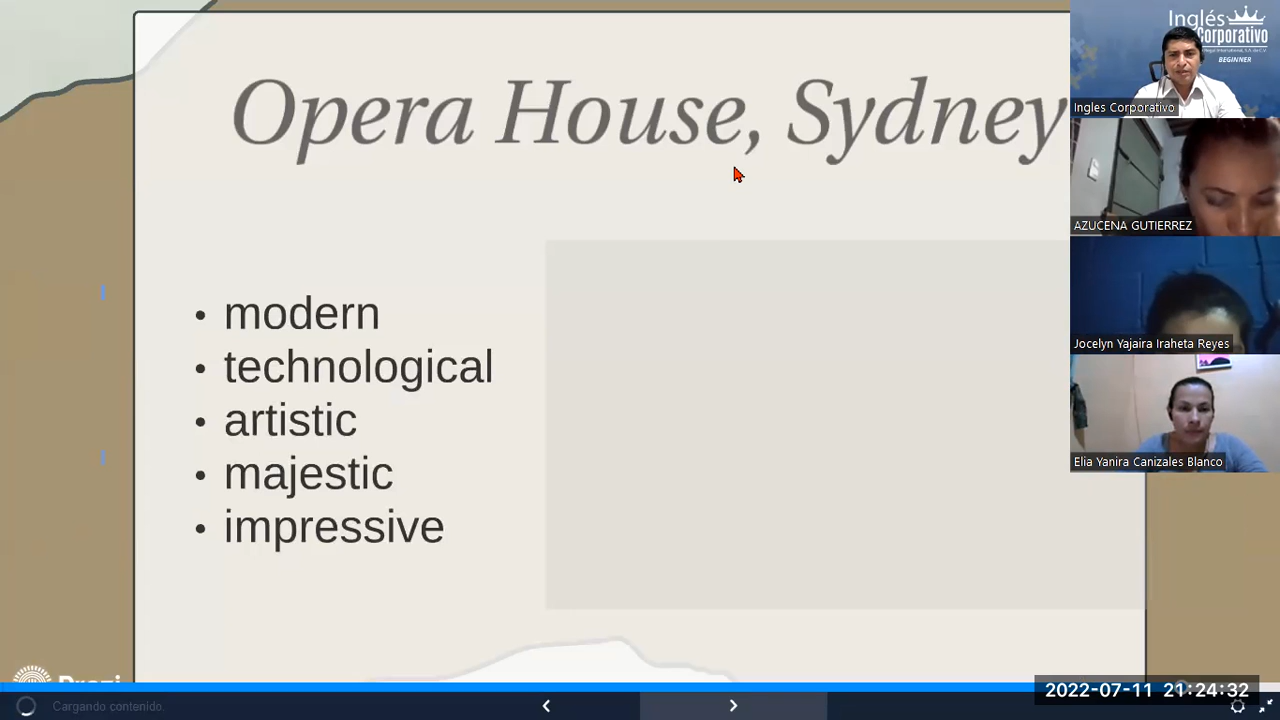 Opera House, Sydney
• modern
• technological
• artistic
• majestic
• impressive
Inglés
Corporativo
BEGINNER
Ingles Corporativo
AZUCENA GUTIERREZ
Jocelyn Yajaira Iraheta Reyes
Elia Yanira Canizales Blanco
Prezi
Cargando contenido.
2022-07-11 21:24:32